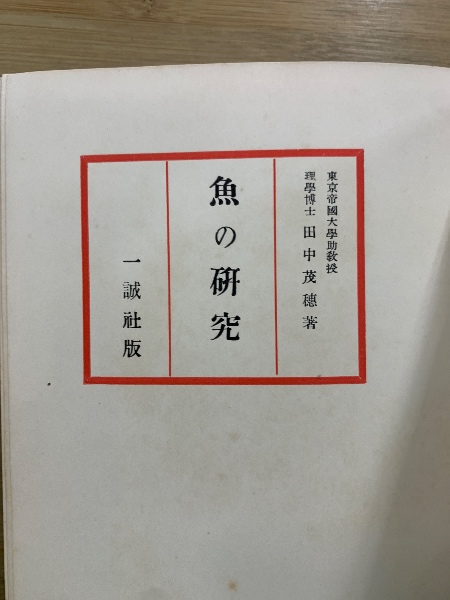 東京帝國大學助教授
理學博士 田中茂穗著
魚の研究
一誠社版